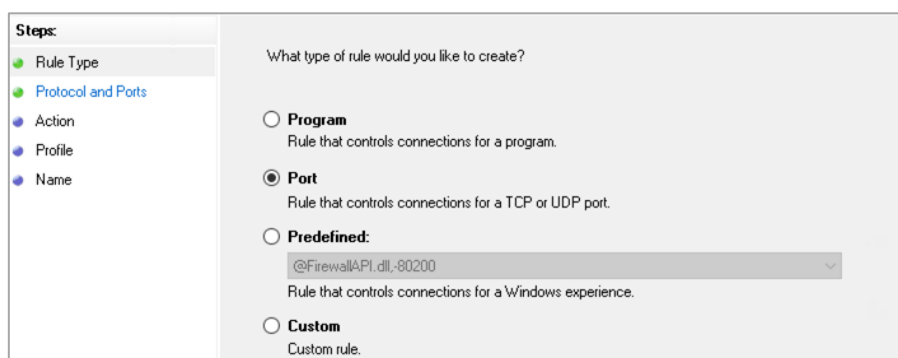 Steps:
Rule Type
Protocol and Ports
Action
Profile
Name
What type of rule would you like to create?
Program
Rule that controls connections for a program.
Port
Rule that controls connections for a TCP or UDP port.
Predefined:
@FirewallAPI.dll,-80200
Rule that controls connections for a Windows experience.
Custom
Custom rule.